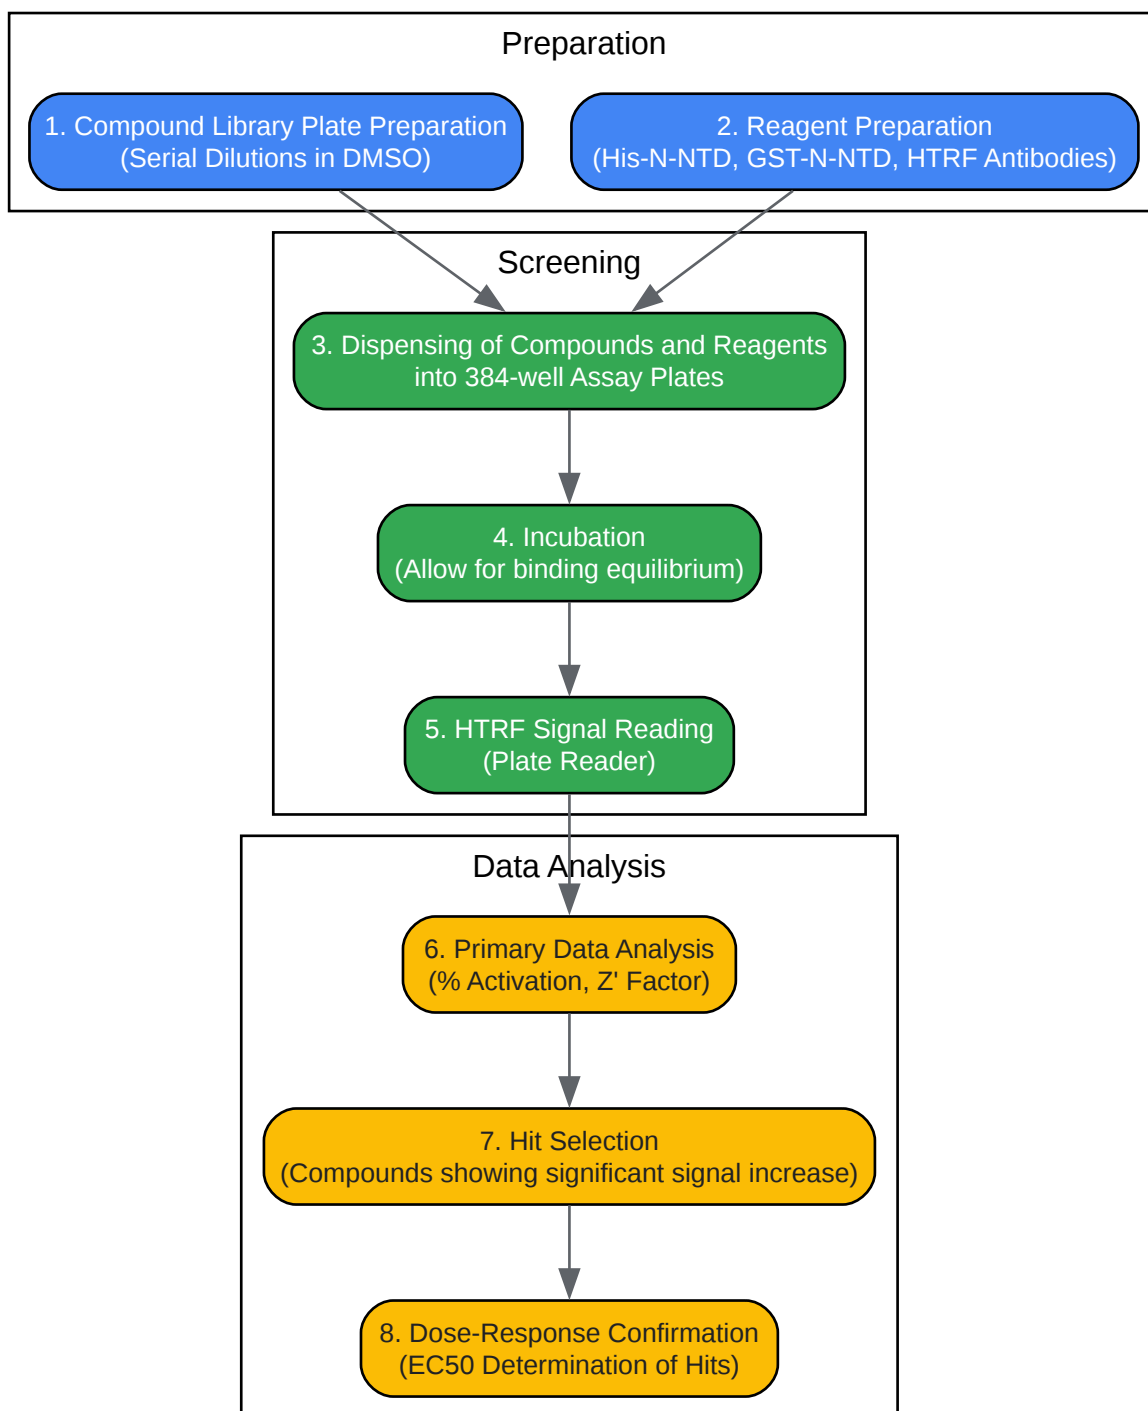 Preparation
1. Compound Library Plate Preparation
(Serial Dilutions in DMSO)
2. Reagent Preparation
(His-N-NTD, GST-N-NTD, HTRF Antibodies)
Screening
3. Dispensing of Compounds and Reagents
into 384-well Assay Plates
4. Incubation
(Allow for binding equilibrium)
5. HTRF Signal Reading
(Plate Reader)
Data Analysis
6. Primary Data Analysis
(% Activation, Z' Factor)
7. Hit Selection
(Compounds showing significant signal increase)
8. Dose-Response Confirmation
(EC50 Determination of Hits)